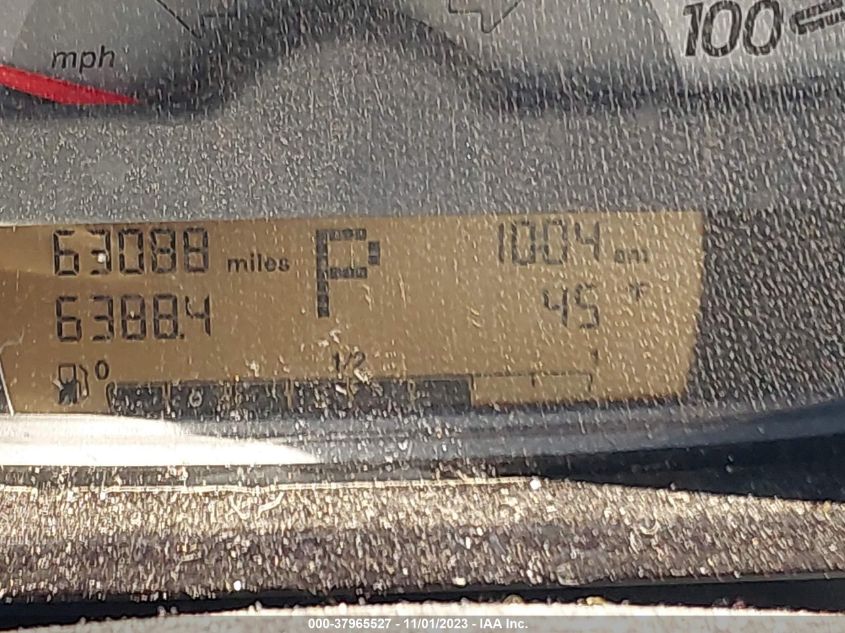 mph
100
63088 miles P 1004 am
6388.4 45 °F
0 1/2 1
000-37965527 - 11/01/2023 - IAA Inc.